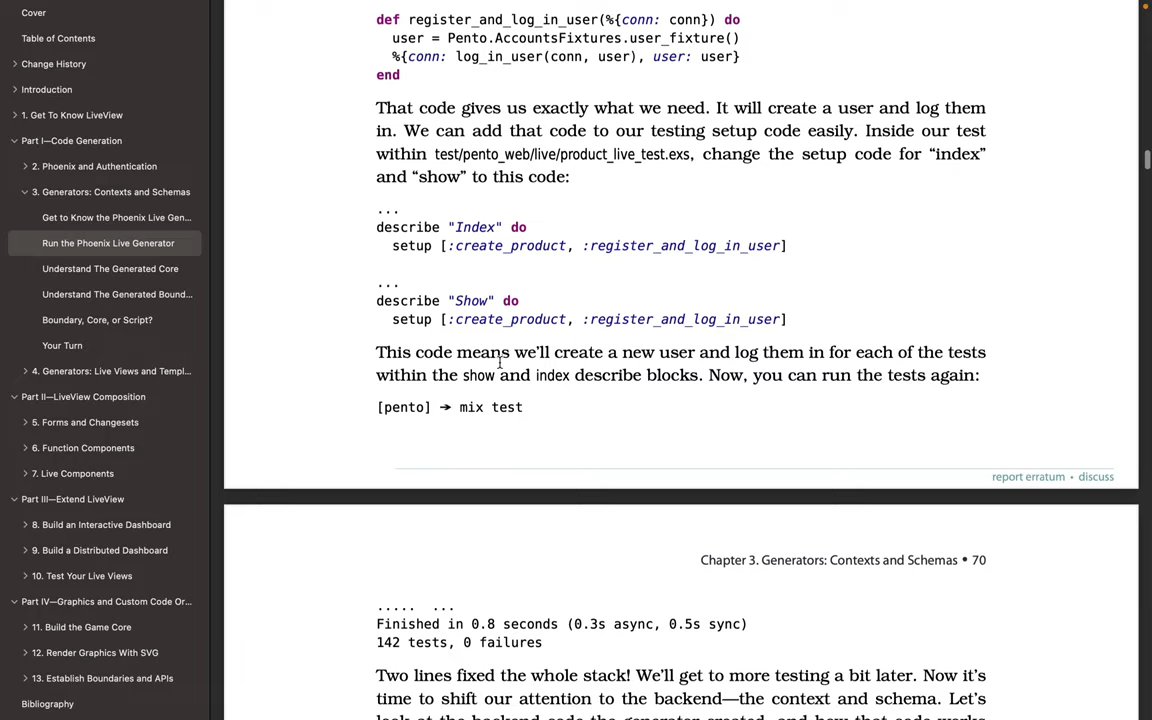 Cover
Table of Contents
Change History
Introduction
1. Get To Know LiveView
Part I—Code Generation
2. Phoenix and Authentication
3. Generators: Contexts and Schemas
Get to Know the Phoenix Live Gen...
Run the Phoenix Live Generator
Understand The Generated Core
Understand The Generated Bound...
Boundary, Core, or Script?
Your Turn
4. Generators: Live Views and Templ...
Part II—LiveView Composition
5. Forms and Changesets
6. Function Components
7. Live Components
Part III—Extend LiveView
8. Build an Interactive Dashboard
9. Build a Distributed Dashboard
10. Test Your Live Views
Part IV—Graphics and Custom Code Or...
11. Build the Game Core
12. Render Graphics With SVG
13. Establish Boundaries and APIs
Bibliography
def register_and_log_in_user(%{conn: conn}) do
user = Pento.AccountsFixtures.user_fixture()
%{conn: log_in_user(conn, user), user: user}
end
That code gives us exactly what we need. It will create a user and log them
in. We can add that code to our testing setup code easily. Inside our test
within test/pento_web/live/product_live_test.exs, change the setup code for “index”
and “show” to this code:
...
describe "Index" do
setup [:create_product, :register_and_log_in_user]
...
describe "Show" do
setup [:create_product, :register_and_log_in_user]
This code means we’ll create a new user and log them in for each of the tests
within the show and index describe blocks. Now, you can run the tests again:
[pento] ➔ mix test
report erratum • discuss
Chapter 3. Generators: Contexts and Schemas • 70
..... ...
Finished in 0.8 seconds (0.3s async, 0.5s sync)
142 tests, 0 failures
Two lines fixed the whole stack! We’ll get to more testing a bit later. Now it’s
time to shift our attention to the backend—the context and schema. Let’s
look at the backend code the generator created, and how that code works